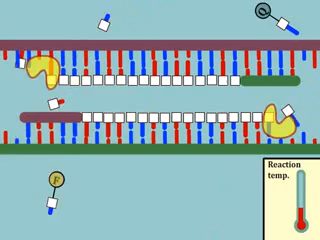 Q
F
Reaction
temp.